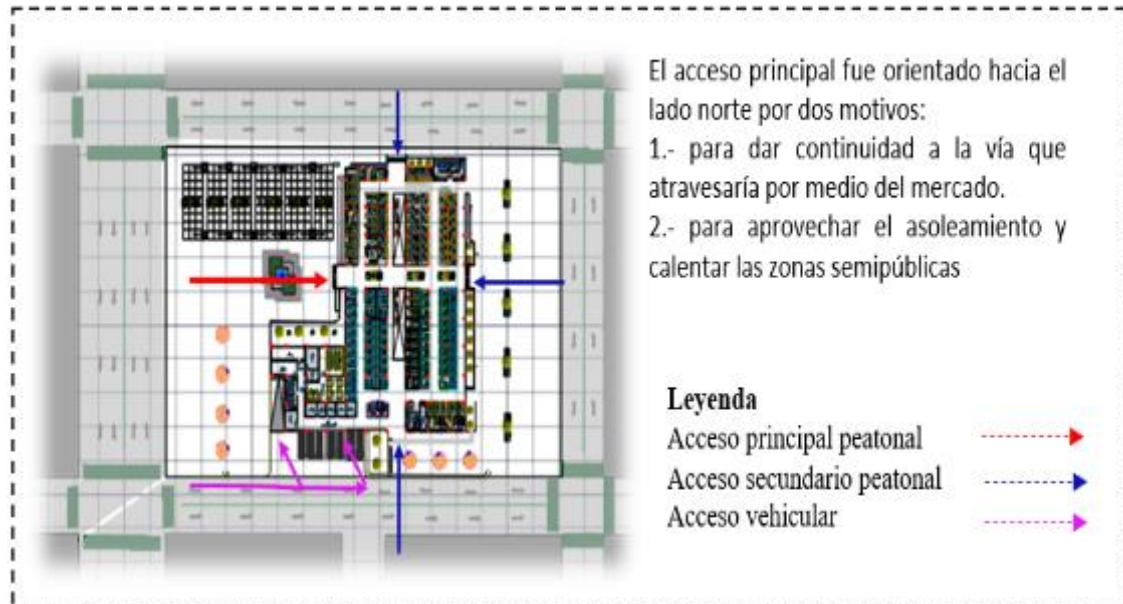 El acceso principal fue orientado hacia el
lado norte por dos motivos:
1.- para dar continuidad a la vía que
atravesaría por medio del mercado.
2.- para aprovechar el asoleamiento y
calentar las zonas semipúblicas
Leyenda
Acceso principal peatonal
Acceso secundario peatonal
Acceso vehicular